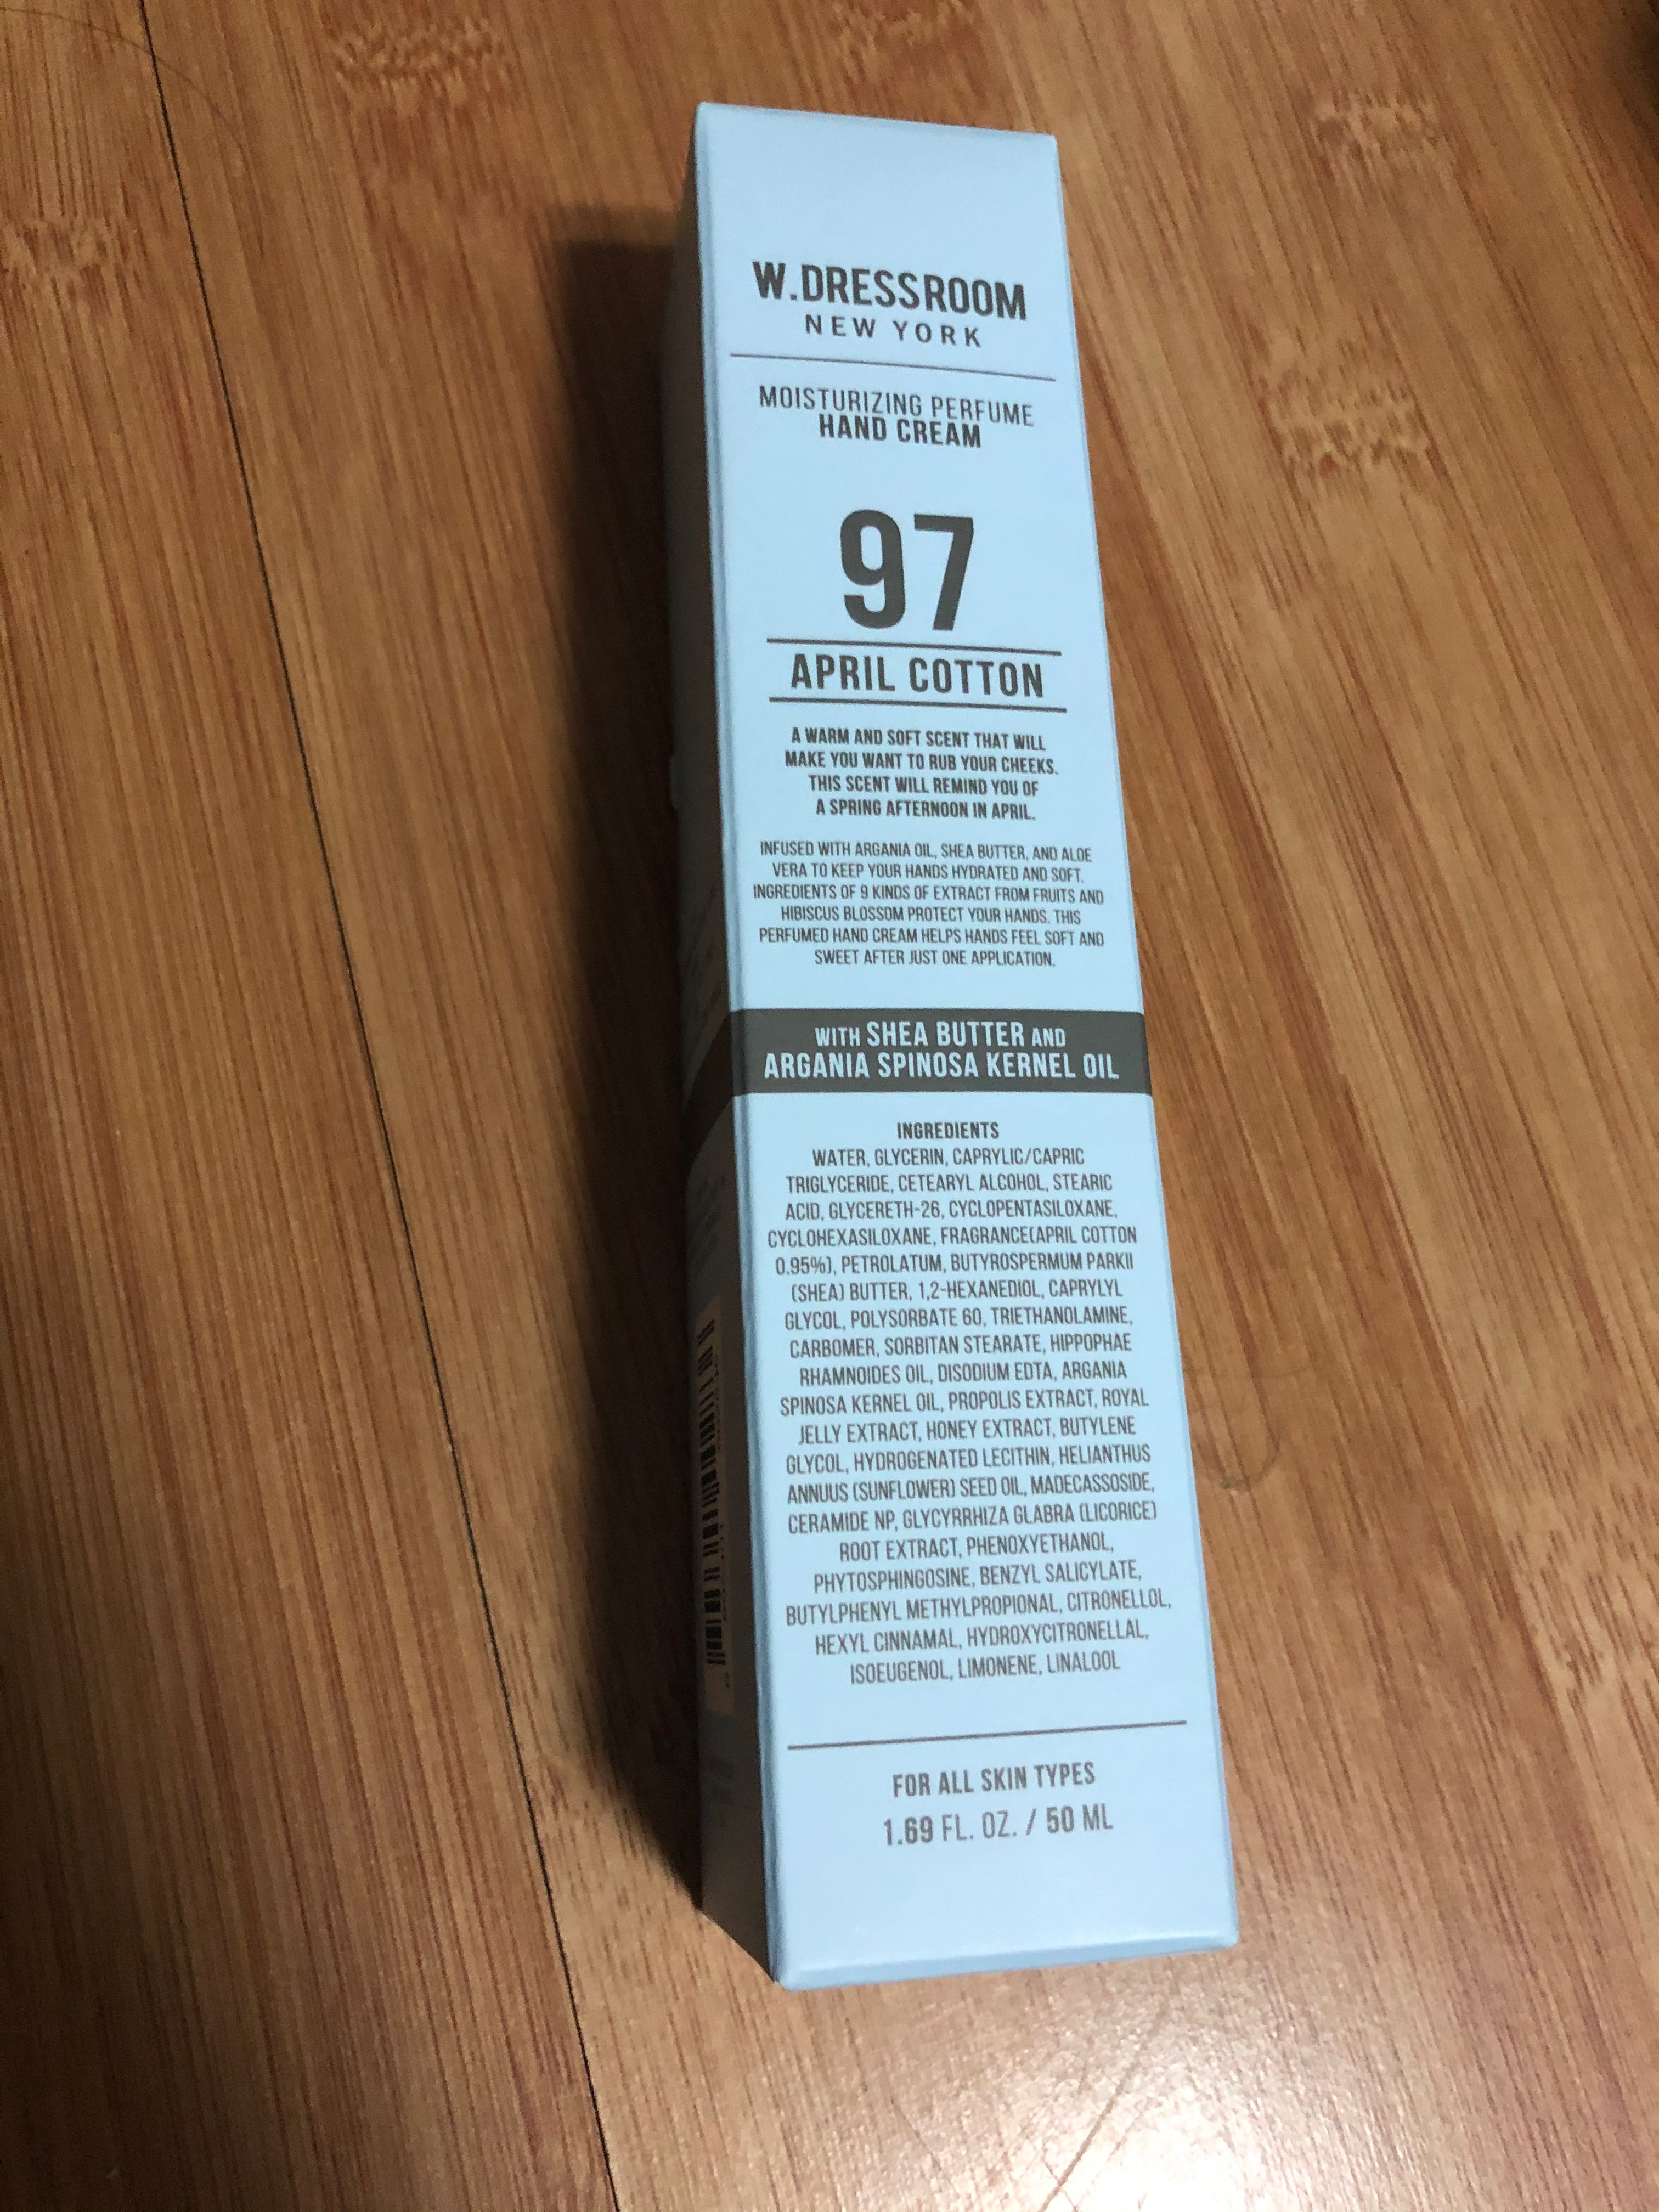 W.DRESSROOM
NEW YORK
MOISTURIZING PERFUME
HAND CREAM
97
APRIL COTTON
A WARM AND SOFT SCENT THAT WILL
MAKE YOU WANT TO RUB YOUR CHEEKS.
THIS SCENT WILL REMIND YOU OF
A SPRING AFTERNOON IN APRIL.
INFUSED WITH ARGANIA OIL, SHEA BUTTER, AND ALOE
VERA TO KEEP YOUR HANDS HYDRATED AND SOFT.
INGREDIENTS OF 9 KINDS OF EXTRACT FROM FRUITS AND
HIBISCUS BLOSSOM PROTECT YOUR HANDS. THIS
PERFUMED HAND CREAM HELPS HANDS FEEL SOFT AND
SWEET AFTER JUST ONE APPLICATION.
WITH SHEA BUTTER AND
ARGANIA SPINOSA KERNEL OIL
INGREDIENTS
WATER, GLYCERIN, CAPRYLIC/CAPRIC
TRIGLYCERIDE, CETEARYL ALCOHOL, STEARIC
ACID, GLYCERETH-26, CYCLOPENTASILOXANE,
CYCLOHEXASILOXANE, FRAGRANCE(APRIL COTTON
0.95%), PETROLATUM, BUTYROSPERMUM PARKII
(SHEA) BUTTER, 1,2-HEXANEDIOL, CAPRYLYL
GLYCOL, POLYSORBATE 60, TRIETHANOLAMINE,
CARBOMER, SORBITAN STEARATE, HIPPOPHAE
RHAMNOIDES OIL, DISODIUM EDTA, ARGANIA
SPINOSA KERNEL OIL, PROPOLIS EXTRACT, ROYAL
JELLY EXTRACT, HONEY EXTRACT, BUTYLENE
GLYCOL, HYDROGENATED LECITHIN, HELIANTHUS
ANNUUS (SUNFLOWER) SEED OIL, MADECASSOSIDE,
CERAMIDE NP, GLYCYRRHIZA GLABRA (LICORICE)
ROOT EXTRACT, PHENOXYETHANOL,
PHYTOSPHINGOSINE, BENZYL SALICYLATE,
BUTYLPHENYL METHYLPROPIONAL, CITRONELLOL,
HEXYL CINNAMAL, HYDROXYCITRONELLAL,
ISOEUGENOL, LIMONENE, LINALOOL
FOR ALL SKIN TYPES
1.69 FL. OZ. / 50 ML